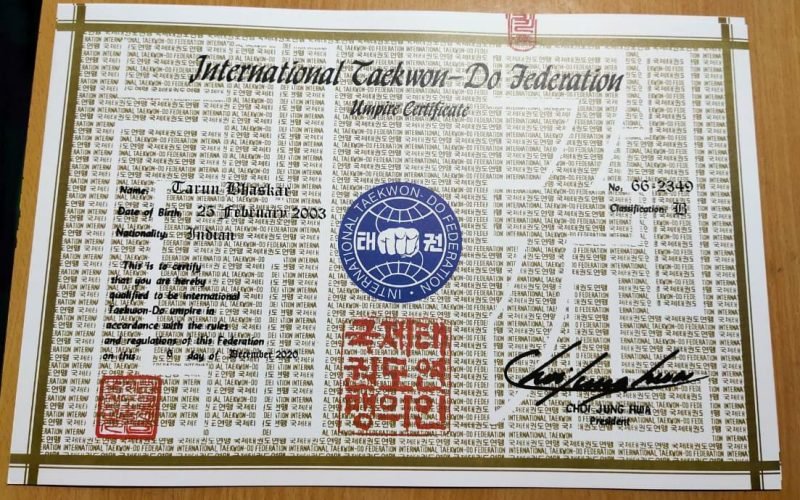 International Taekwon-Do Federation
Umpire Certificate
Name: Tarun Bhaskar
No. 66-2349
Date of Birth: 25 February 2003
Classification: B
Nationality: Indian
INTERNATIONAL TAEKWON-DO FEDERATION
태 권
This is to certify
that you are hereby
qualified to be international
Taekwon-Do umpire in
accordance with the rules
and regulations of this Federation
on this day of December 2020
국제태
권도연
맹의인
CHOI JUNG HWA
President